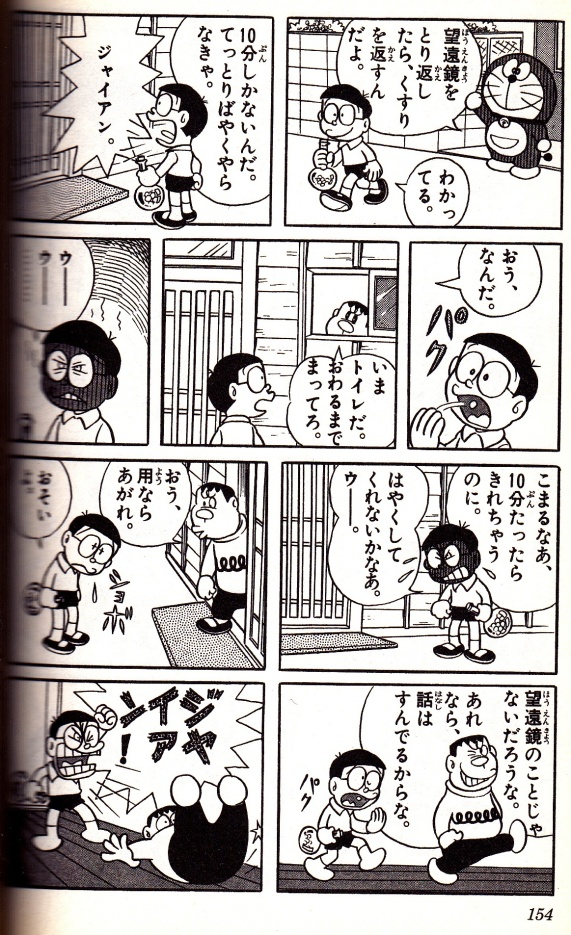 望遠鏡を
とり返し
たら、くすり
を返すん
だよ。
わかっ
てる。
10分しかないんだ。
てっとりばやくやら
なきゃ。
ジャイアン。
おう、
なんだ。
パク
いま
トイレだ。
おわるまで
まってろ。
ウ——
ウ——
こまるなあ、
10分たったら
きれちゃう
のに。
はやくして
くれないかなあ。
ウ——。
おう、
用なら
あがれ。
おそい
よ。
望遠鏡のことじゃ
ないだろうな。
あれ
なら、
話は
すんでるからな。
パク
ジャイアーン！
154